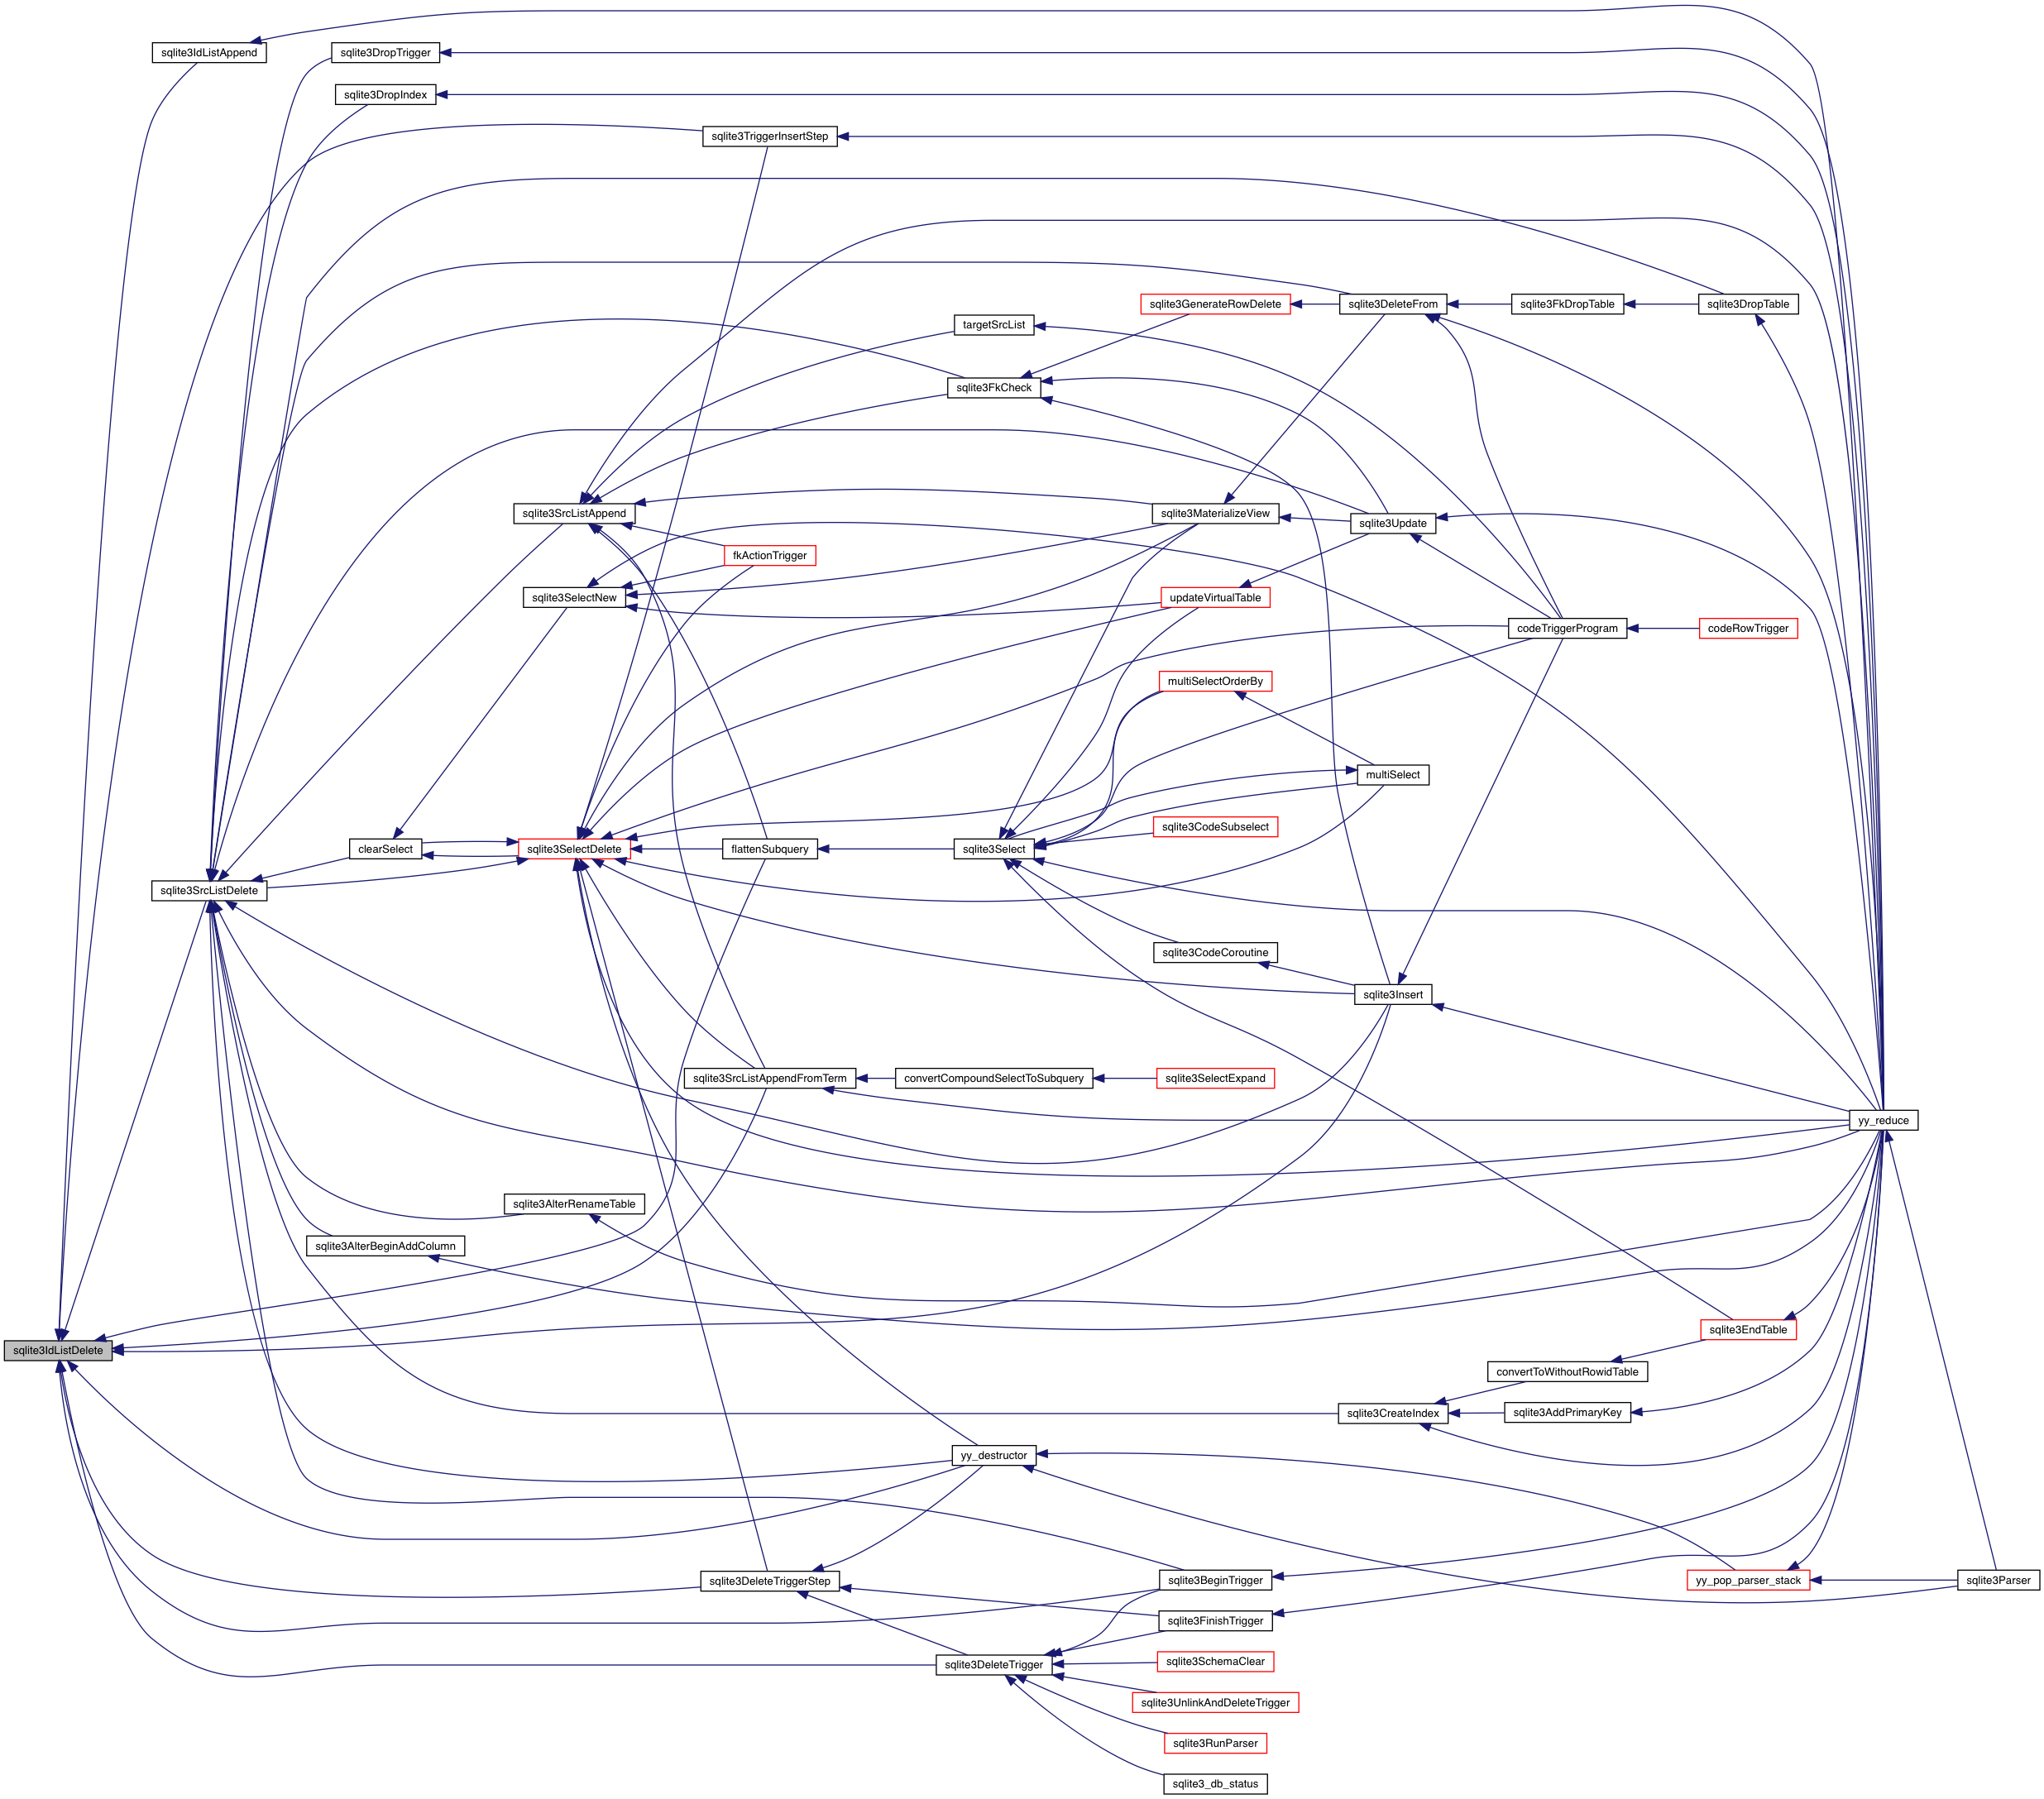 sqlite3IdListAppend
sqlite3DropTrigger
sqlite3DropIndex
sqlite3TriggerInsertStep
sqlite3GenerateRowDelete
sqlite3DeleteFrom
sqlite3FkDropTable
sqlite3DropTable
targetSrcList
sqlite3FkCheck
sqlite3SrcListAppend
sqlite3MaterializeView
sqlite3Update
fkActionTrigger
sqlite3SelectNew
updateVirtualTable
codeTriggerProgram
codeRowTrigger
multiSelectOrderBy
multiSelect
sqlite3CodeSubselect
clearSelect
sqlite3SelectDelete
flattenSubquery
sqlite3Select
sqlite3SrcListDelete
sqlite3CodeCoroutine
sqlite3Insert
sqlite3SrcListAppendFromTerm
convertCompoundSelectToSubquery
sqlite3SelectExpand
yy_reduce
sqlite3AlterRenameTable
sqlite3AlterBeginAddColumn
sqlite3EndTable
sqlite3IdListDelete
convertToWithoutRowidTable
sqlite3CreateIndex
sqlite3AddPrimaryKey
yy_destructor
sqlite3DeleteTriggerStep
sqlite3BeginTrigger
yy_pop_parser_stack
sqlite3Parser
sqlite3FinishTrigger
sqlite3DeleteTrigger
sqlite3SchemaClear
sqlite3UnlinkAndDeleteTrigger
sqlite3RunParser
sqlite3_db_status